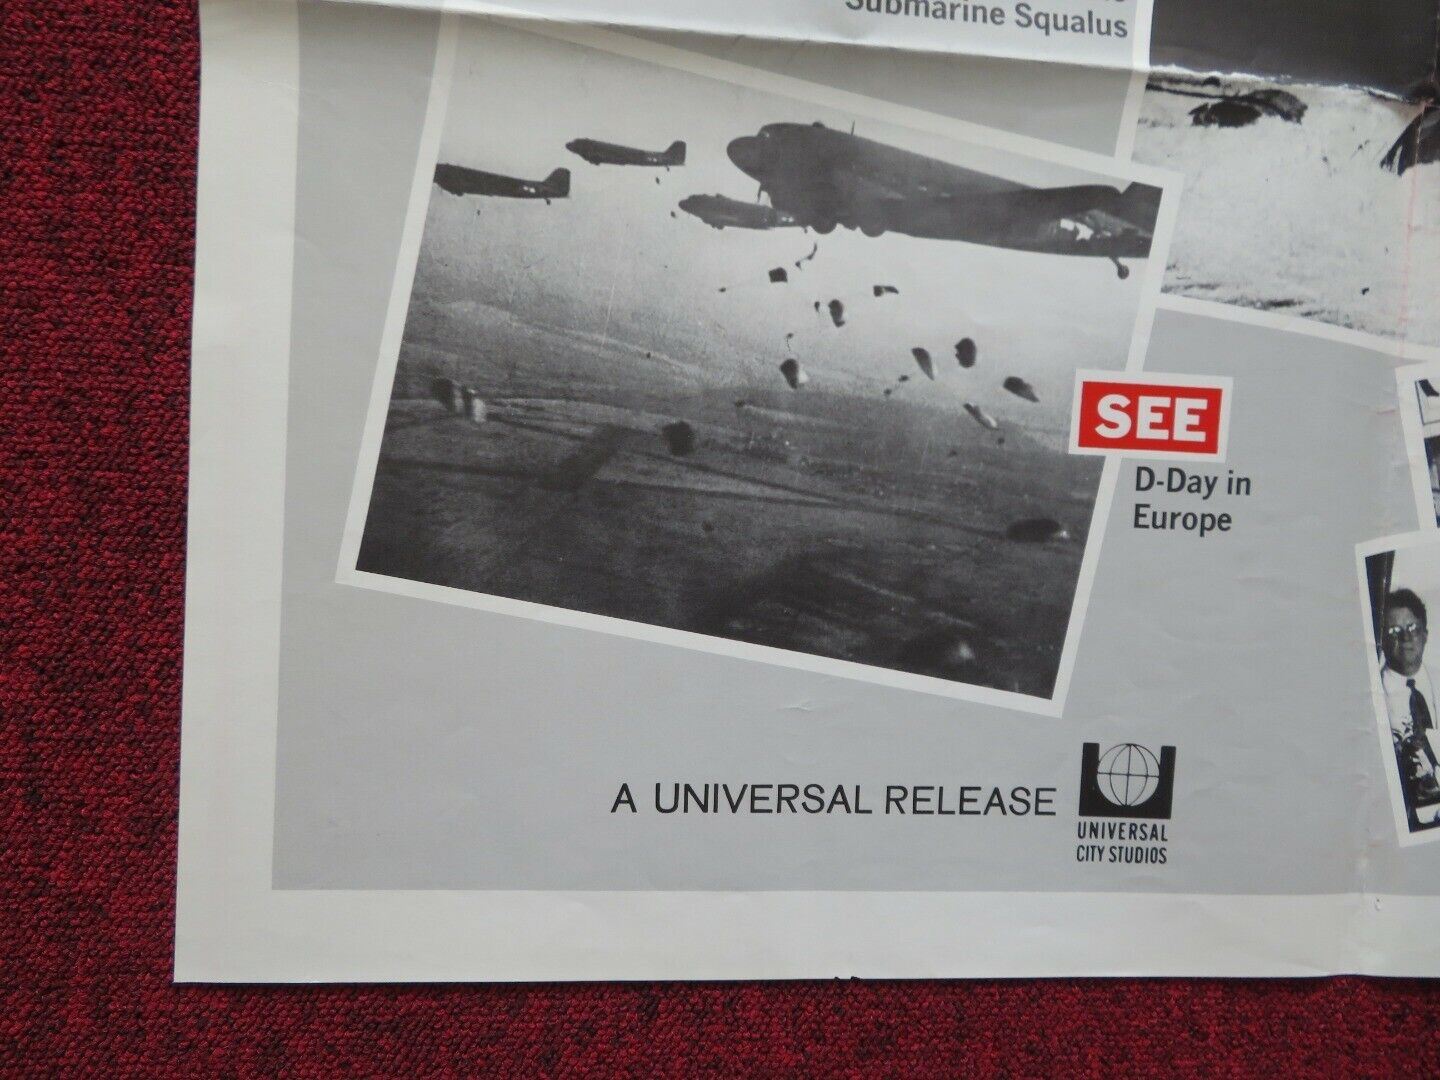 Submarine Squalus
SEE
D-Day in
Europe
A UNIVERSAL RELEASE
UNIVERSAL
CITY STUDIOS